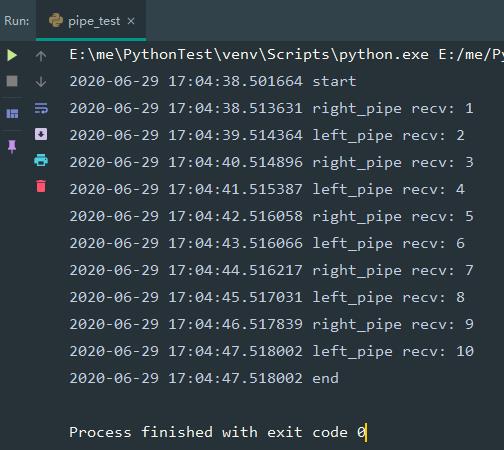 Run: pipe_test ×
E:\me\PythonTest\venv\Scripts\python.exe E:/me/Py
2020-06-29 17:04:38.501664 start
2020-06-29 17:04:38.513631 right_pipe recv: 1
2020-06-29 17:04:39.514364 left_pipe recv: 2
2020-06-29 17:04:40.514896 right_pipe recv: 3
2020-06-29 17:04:41.515387 left_pipe recv: 4
2020-06-29 17:04:42.516058 right_pipe recv: 5
2020-06-29 17:04:43.516066 left_pipe recv: 6
2020-06-29 17:04:44.516217 right_pipe recv: 7
2020-06-29 17:04:45.517031 left_pipe recv: 8
2020-06-29 17:04:46.517839 right_pipe recv: 9
2020-06-29 17:04:47.518002 left_pipe recv: 10
2020-06-29 17:04:47.518002 end
Process finished with exit code 0